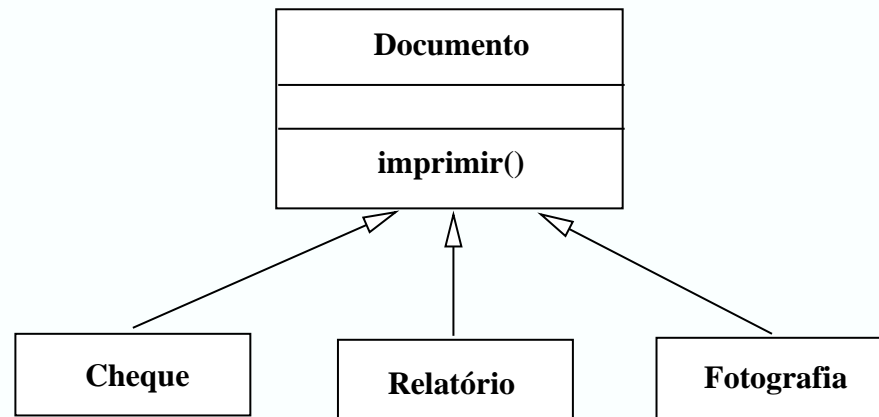 Documento
imprimir()
Cheque
Relatório
Fotografia